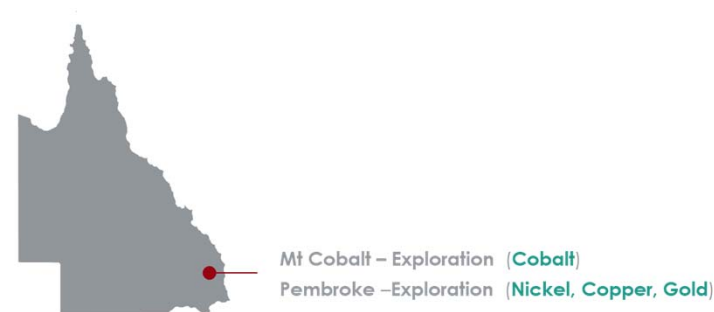 Mt Cobalt – Exploration (Cobalt)
Pembroke –Exploration (Nickel, Copper, Gold)